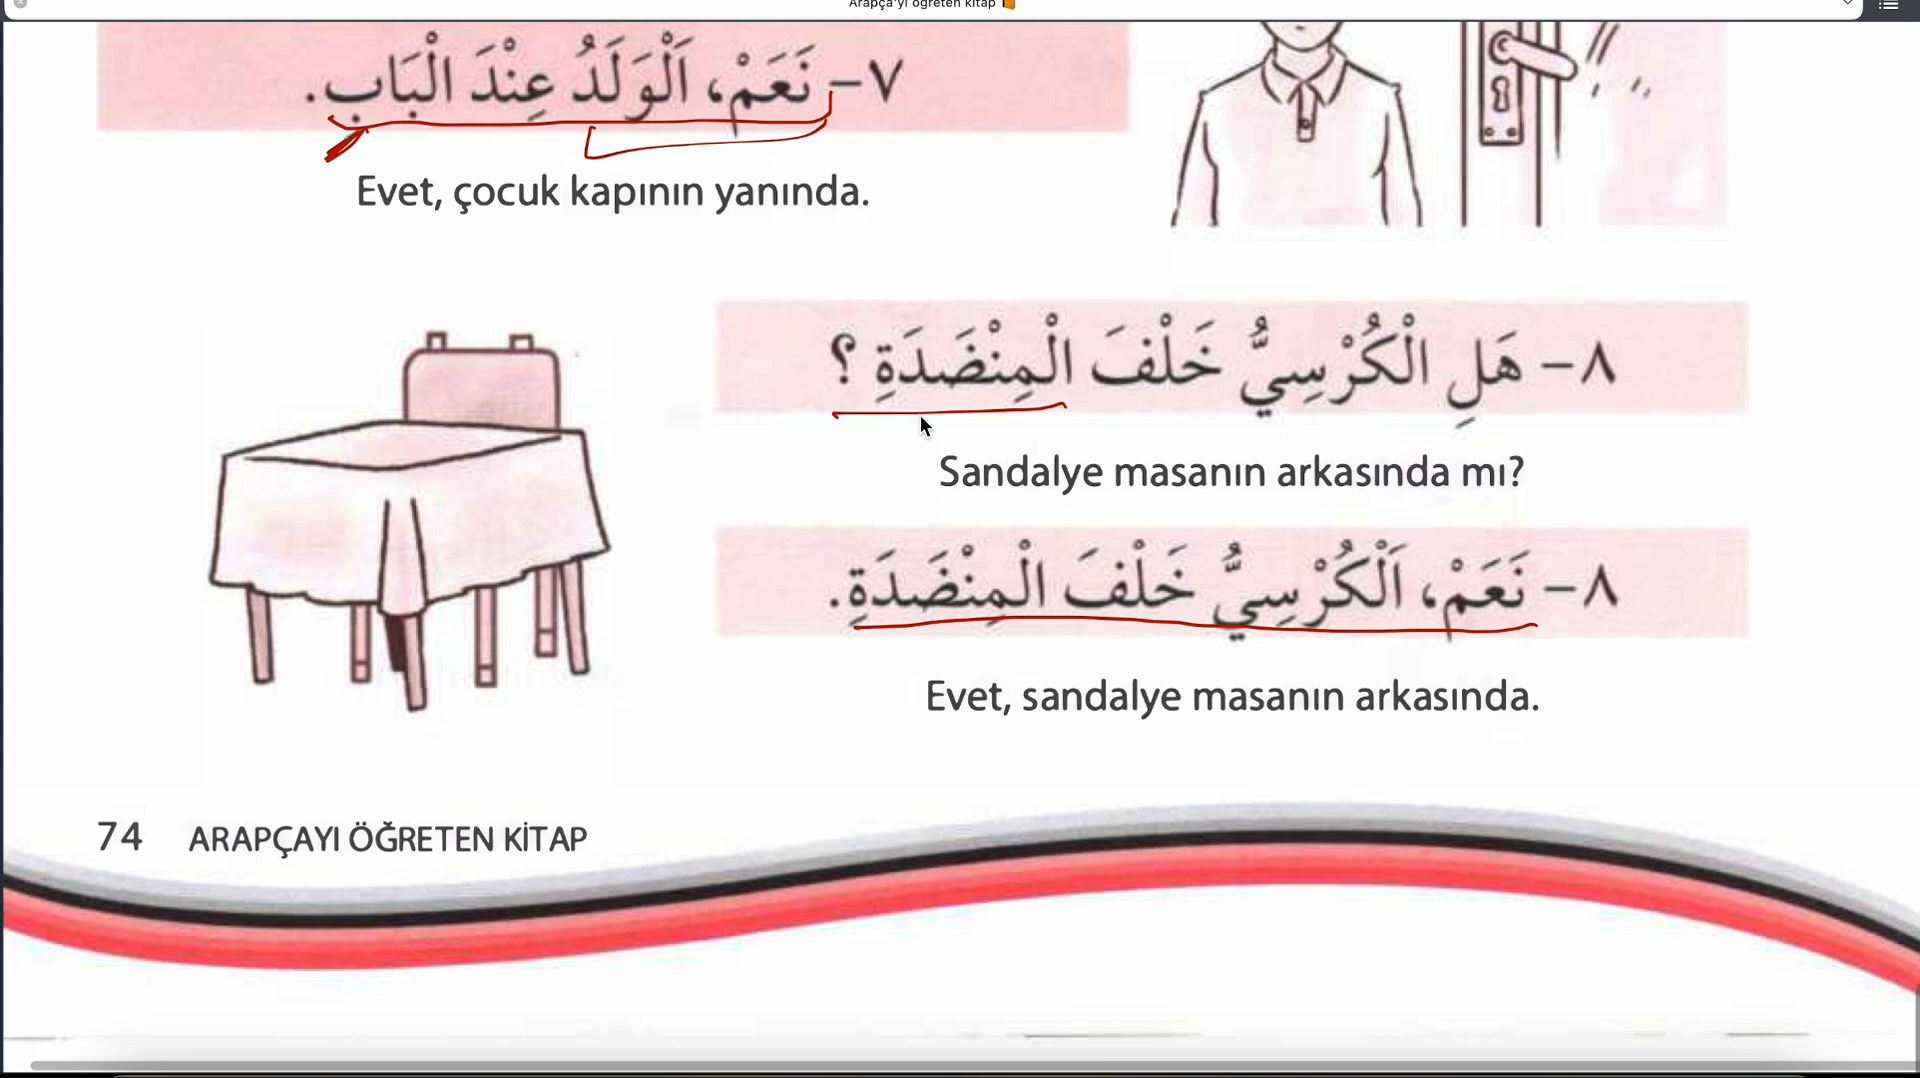 Arapça'yı öğreten kitap
٧- نَعَمْ، اَلْوَلَدُ عِنْدَ الْبَابِ.
Evet, çocuk kapının yanında.
٨- هَلِ الْكُرْسِيُّ خَلْفَ الْمِنْضَدَةِ ؟
Sandalye masanın arkasında mı?
٨- نَعَمْ، اَلْكُرْسِيُّ خَلْفَ الْمِنْضَدَةِ.
Evet, sandalye masanın arkasında.
74 ARAPÇAYI ÖĞRETEN KİTAP